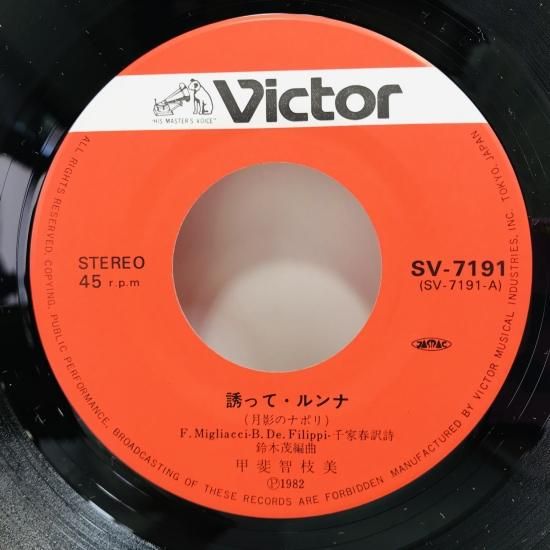 Victor
"HIS MASTER'S VOICE"
STEREO
45 r.p.m
SV-7191
(SV-7191-A)
JASRAC
誘って・ルンナ
(月影のナポリ)
F. Migliacci-B. De. Filippi・千家春訳詩
鈴木茂編曲
甲斐智枝美
Ⓟ1982
ALL RIGHTS RESERVED, COPYING, PUBLIC PERFORMANCE, BROADCASTING OF THESE RECORDS ARE FORBIDDEN MANUFACTURED BY VICTOR MUSICAL INDUSTRIES, INC. TOKYO, JAPAN